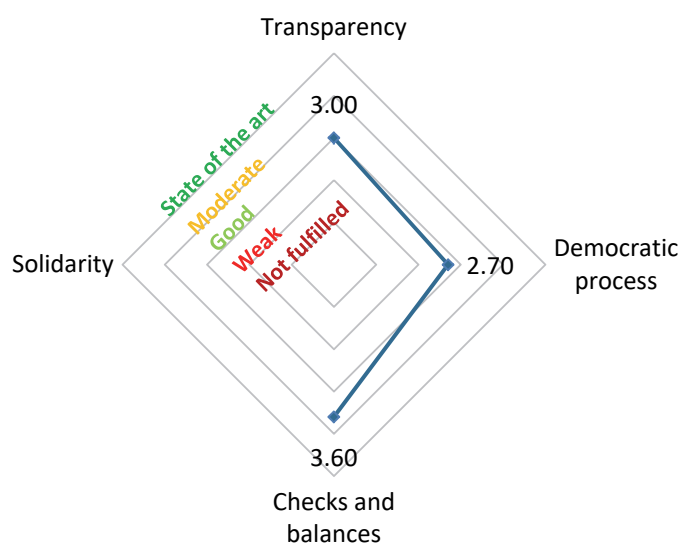 Transparency
3.00
State of the art
Moderate
Good
Weak
Not fulfilled
Solidarity
2.70
Democratic
process
3.60
Checks and
balances